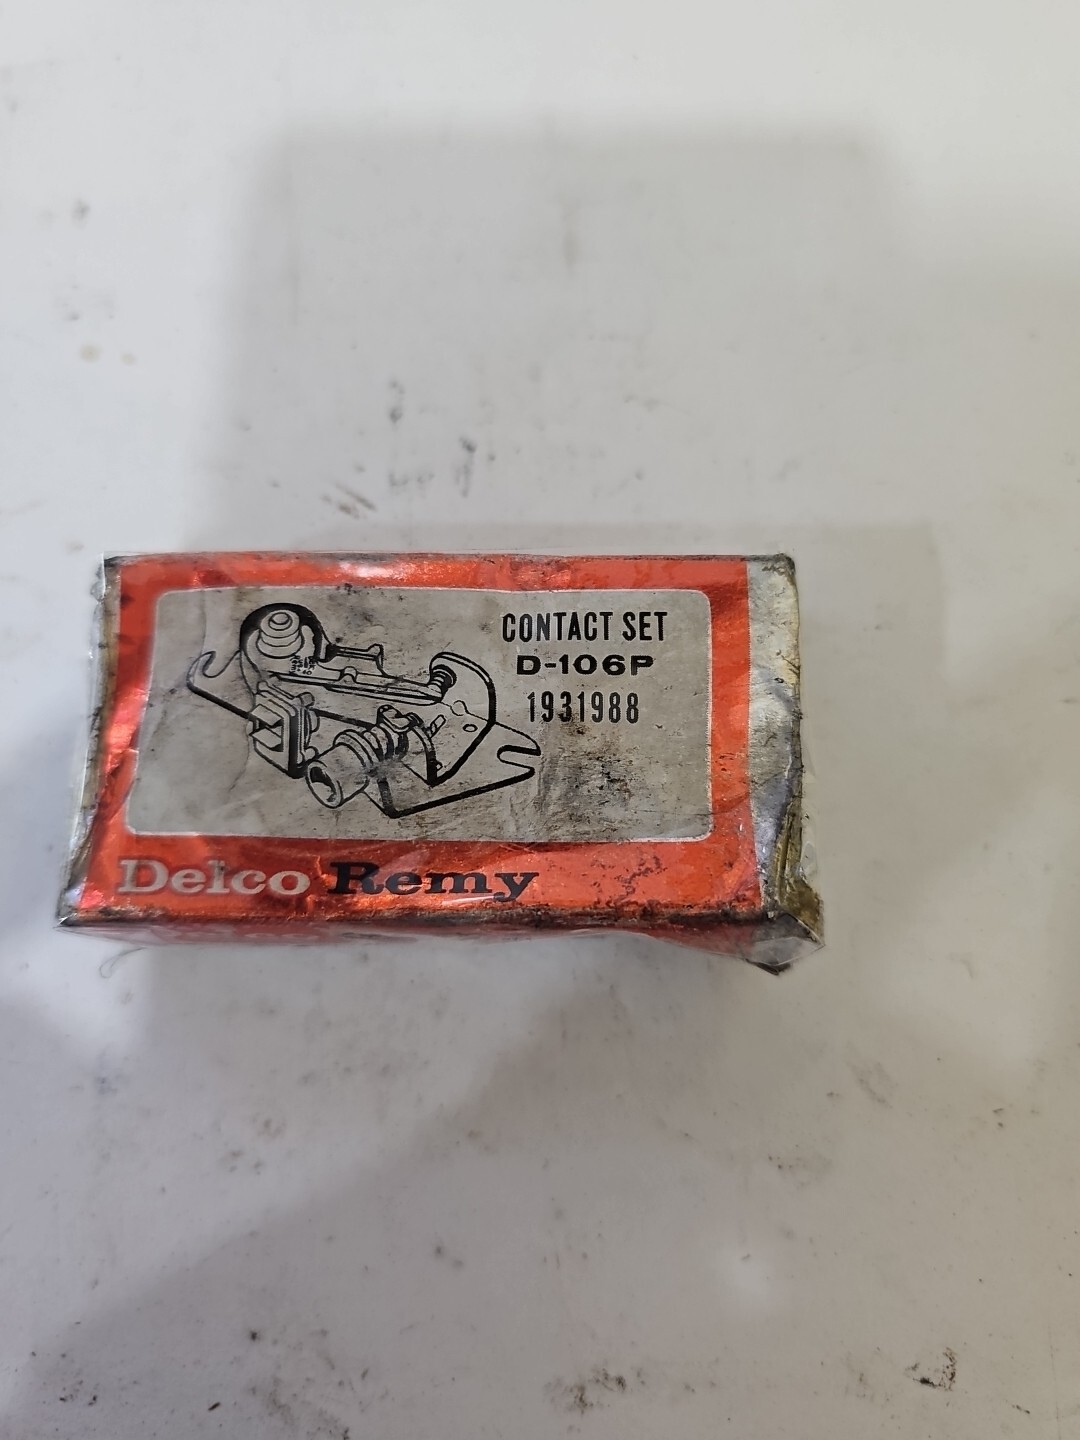 CONTACT SET
D-106P
1931988
Delco Remy